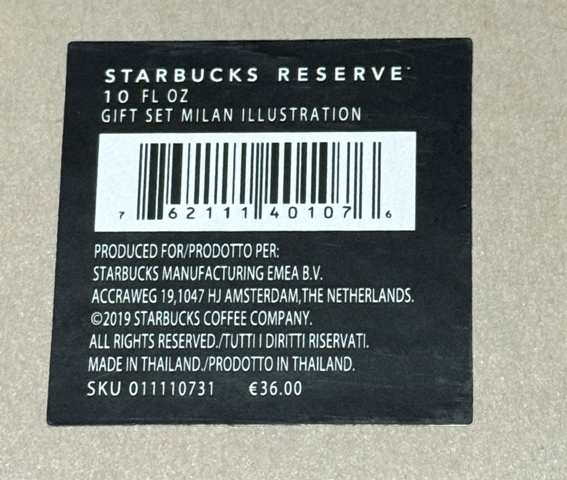 STARBUCKS RESERVE™
10 FL OZ
GIFT SET MILAN ILLUSTRATION
7 62111 40107 6
PRODUCED FOR/PRODOTTO PER:
STARBUCKS MANUFACTURING EMEA B.V.
ACCRAWEG 19,1047 HJ AMSTERDAM,THE NETHERLANDS.
©2019 STARBUCKS COFFEE COMPANY.
ALL RIGHTS RESERVED./TUTTI I DIRITTI RISERVATI.
MADE IN THAILAND./PRODOTTO IN THAILAND.
SKU 011110731 €36.00